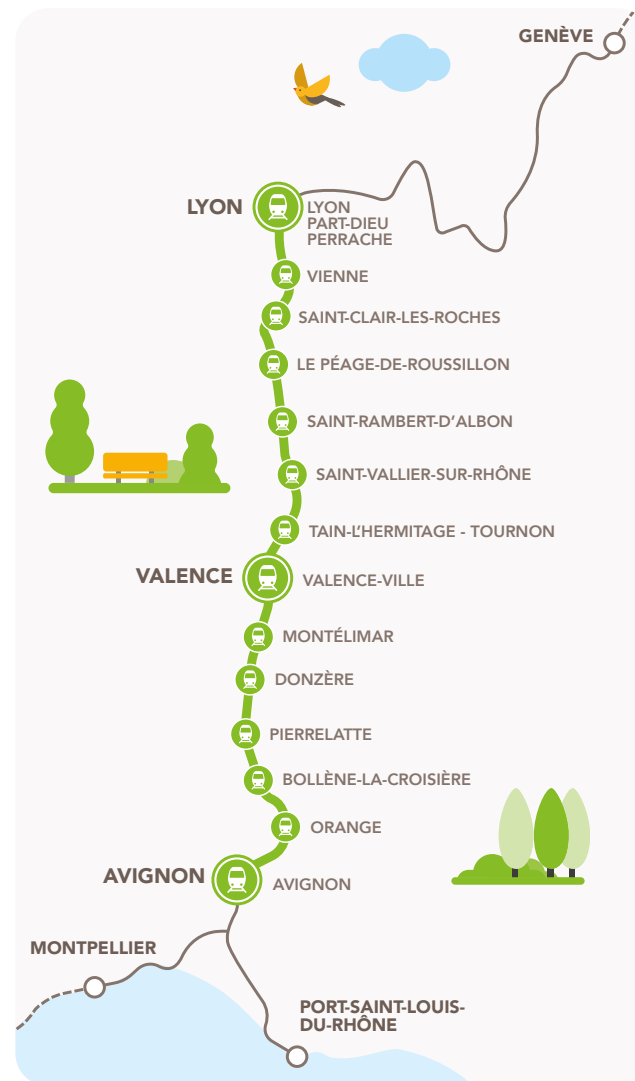 GENÈVE
LYON
LYON
PART-DIEU
PERRACHE
VIENNE
SAINT-CLAIR-LES-ROCHES
LE PÉAGE-DE-ROUSSILLON
SAINT-RAMBERT-D'ALBON
SAINT-VALLIER-SUR-RHÔNE
TAIN-L'HERMITAGE - TOURNON
VALENCE
VALENCE-VILLE
MONTÉLIMAR
DONZÈRE
PIERRELATTE
BOLLÈNE-LA-CROISIÈRE
ORANGE
AVIGNON
AVIGNON
MONTPELLIER
PORT-SAINT-LOUIS-
DU-RHÔNE